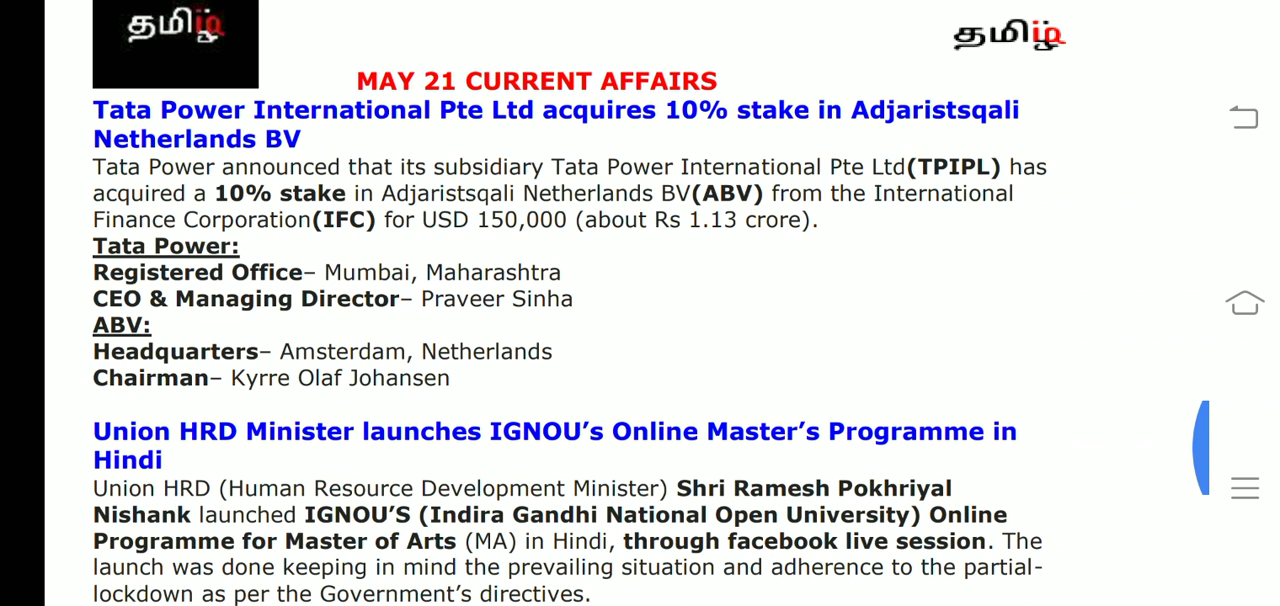 தமிழ்
தமிழ்
MAY 21 CURRENT AFFAIRS
Tata Power International Pte Ltd acquires 10% stake in Adjaristsqali
Netherlands BV
Tata Power announced that its subsidiary Tata Power International Pte Ltd(TPIPL) has
acquired a 10% stake in Adjaristsqali Netherlands BV(ABV) from the International
Finance Corporation(IFC) for USD 150,000 (about Rs 1.13 crore).
Tata Power:
Registered Office– Mumbai, Maharashtra
CEO & Managing Director– Praveer Sinha
ABV:
Headquarters– Amsterdam, Netherlands
Chairman– Kyrre Olaf Johansen
Union HRD Minister launches IGNOU’s Online Master’s Programme in
Hindi
Union HRD (Human Resource Development Minister) Shri Ramesh Pokhriyal
Nishank launched IGNOU’S (Indira Gandhi National Open University) Online
Programme for Master of Arts (MA) in Hindi, through facebook live session. The
launch was done keeping in mind the prevailing situation and adherence to the partial-
lockdown as per the Government’s directives.